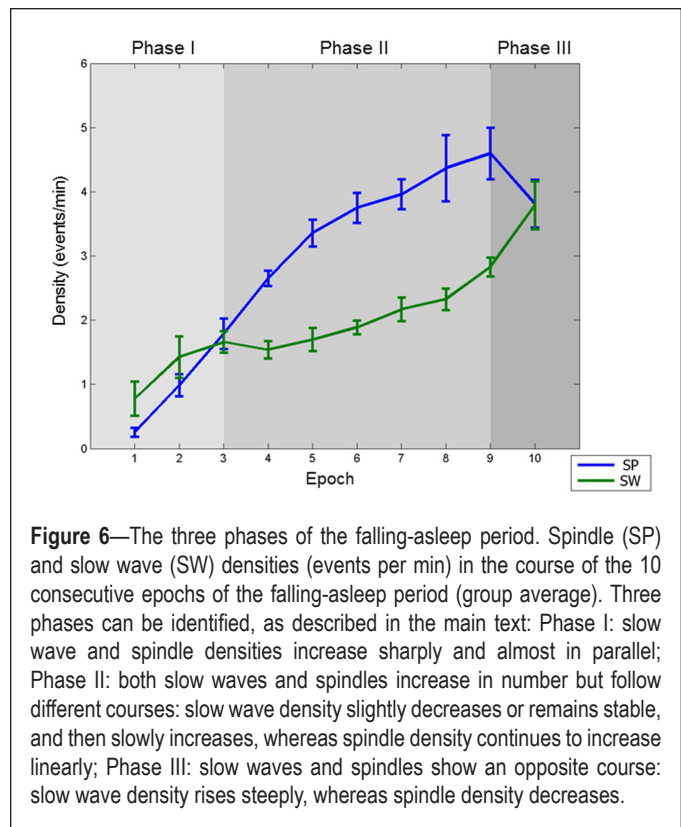 Phase I Phase II Phase III
6
5
4
3
2
1
0
Density (events/min)
1 2 3 4 5 6 7 8 9 10
Epoch
SP
SW
Figure 6—The three phases of the falling-asleep period. Spindle (SP)
and slow wave (SW) densities (events per min) in the course of the 10
consecutive epochs of the falling-asleep period (group average). Three
phases can be identified, as described in the main text: Phase I: slow
wave and spindle densities increase sharply and almost in parallel;
Phase II: both slow waves and spindles increase in number but follow
different courses: slow wave density slightly decreases or remains stable,
and then slowly increases, whereas spindle density continues to increase
linearly; Phase III: slow waves and spindles show an opposite course:
slow wave density rises steeply, whereas spindle density decreases.